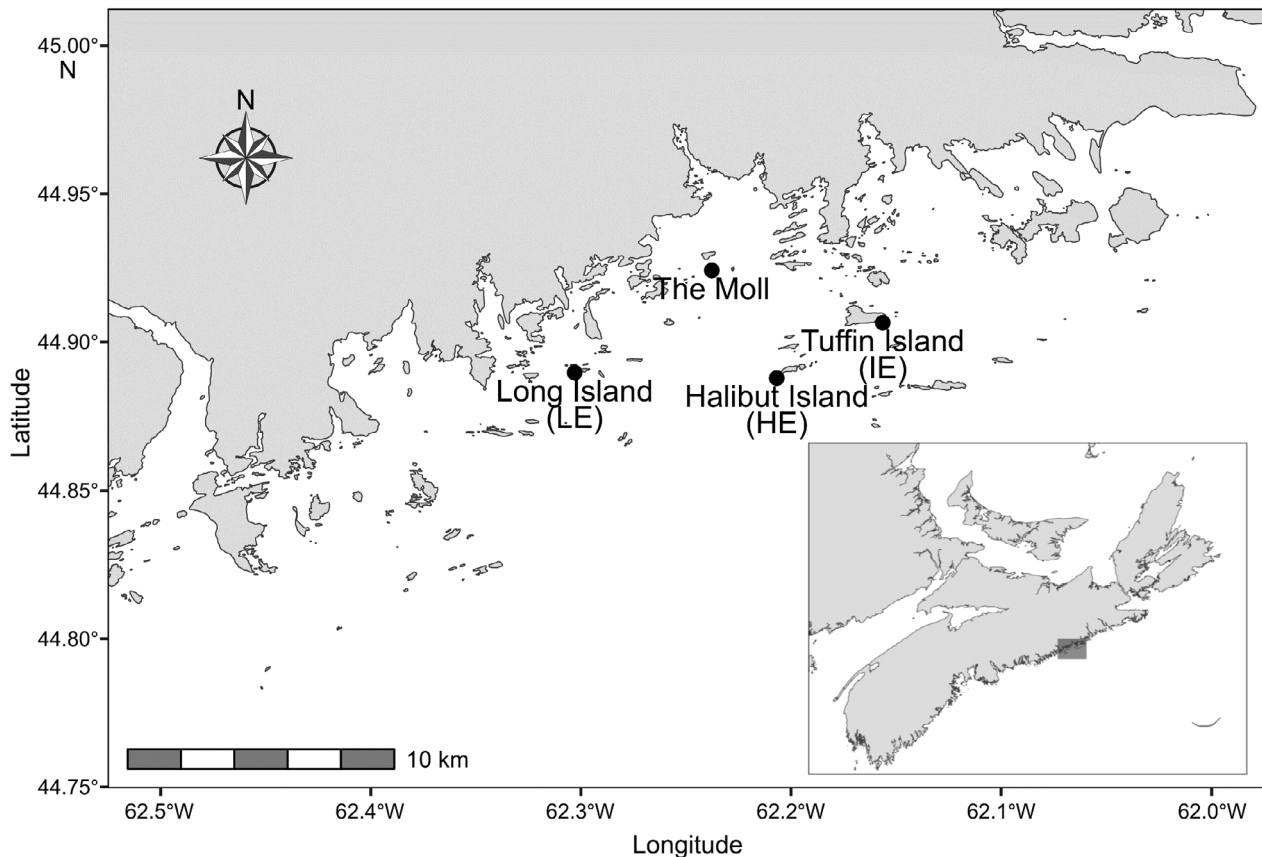 45.00°
N
N
44.95°
44.90°
44.85°
44.80°
44.75°
Latitude
The Moll
Tuffin Island
(IE)
Long Island
(LE)
Halibut Island
(HE)
10 km
62.5°W
62.4°W
62.3°W
62.2°W
62.1°W
62.0°W
Longitude